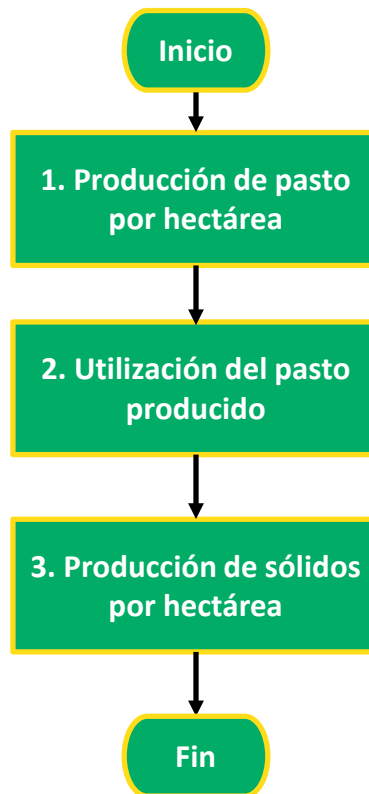 Inicio
1. Producción de pasto
por hectárea
2. Utilización del pasto
producido
3. Producción de sólidos
por hectárea
Fin